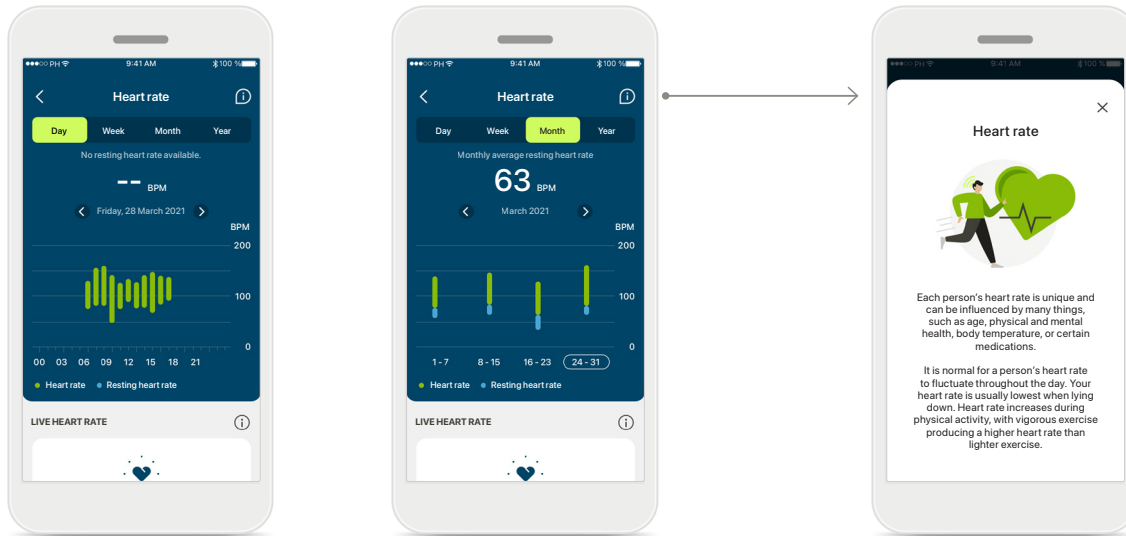 ●●●○○ PH 9:41 AM 100 %
Heart rate
Day Week Month Year
No resting heart rate available.
-- BPM
Friday, 28 March 2021
BPM
200
100
0
00 03 06 09 12 15 18 21
Heart rate Resting heart rate
LIVE HEART RATE
●●●○○ PH 9:41 AM 100 %
Heart rate
Day Week Month Year
Monthly average resting heart rate
63 BPM
March 2021
BPM
200
100
0
1 - 7 8 - 15 16 - 23 24 - 31
Heart rate Resting heart rate
LIVE HEART RATE
●●●○○ PH 9:41 AM 100 %
Heart rate
Each person's heart rate is unique and
can be influenced by many things,
such as age, physical and mental
health, body temperature, or certain
medications.
It is normal for a person's heart rate
to fluctuate throughout the day. Your
heart rate is usually lowest when lying
down. Heart rate increases during
physical activity, with vigorous exercise
producing a higher heart rate than
lighter exercise.